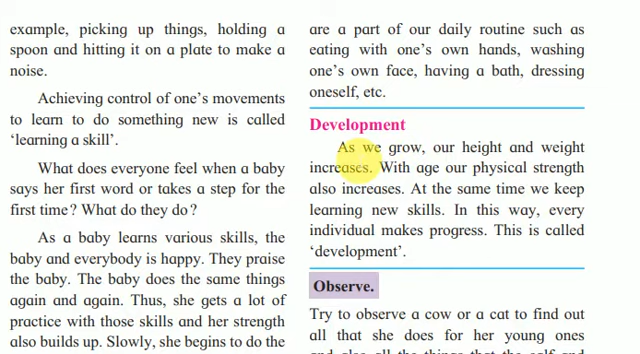 example, picking up things, holding a
spoon and hitting it on a plate to make a
noise.
Achieving control of one's movements
to learn to do something new is called
‘learning a skill’.
What does everyone feel when a baby
says her first word or takes a step for the
first time? What do they do?
As a baby learns various skills, the
baby and everybody is happy. They praise
the baby. The baby does the same things
again and again. Thus, she gets a lot of
practice with those skills and her strength
also builds up. Slowly, she begins to do the
are a part of our daily routine such as
eating with one's own hands, washing
one's own face, having a bath, dressing
oneself, etc.
Development
As we grow, our height and weight
increases. With age our physical strength
also increases. At the same time we keep
learning new skills. In this way, every
individual makes progress. This is called
‘development’.
Observe.
Try to observe a cow or a cat to find out
all that she does for her young ones
and also all the things that the calf and